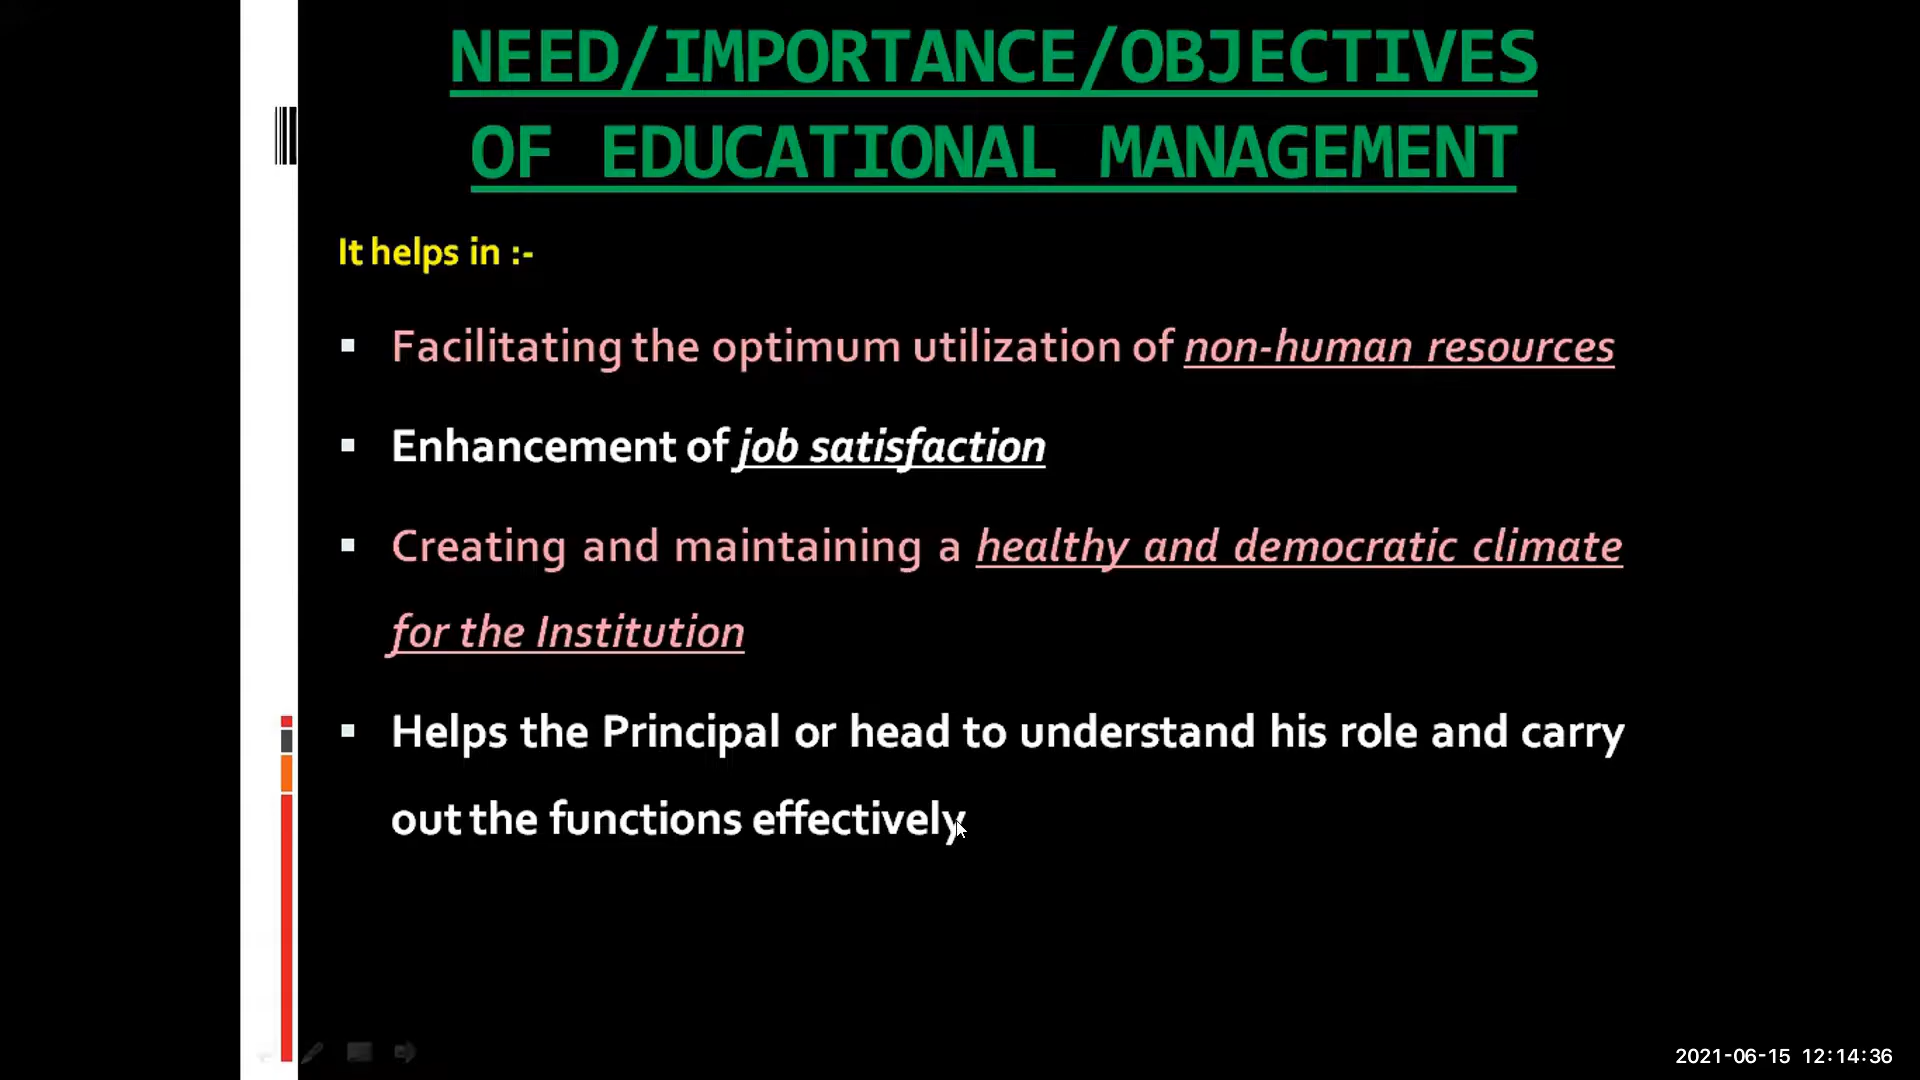 NEED/IMPORTANCE/OBJECTIVES
OF EDUCATIONAL MANAGEMENT
It helps in :-
▪ Facilitating the optimum utilization of non-human resources
▪ Enhancement of job satisfaction
▪ Creating and maintaining a healthy and democratic climate
for the Institution
▪ Helps the Principal or head to understand his role and carry
out the functions effectively
2021-06-15 12:14:36